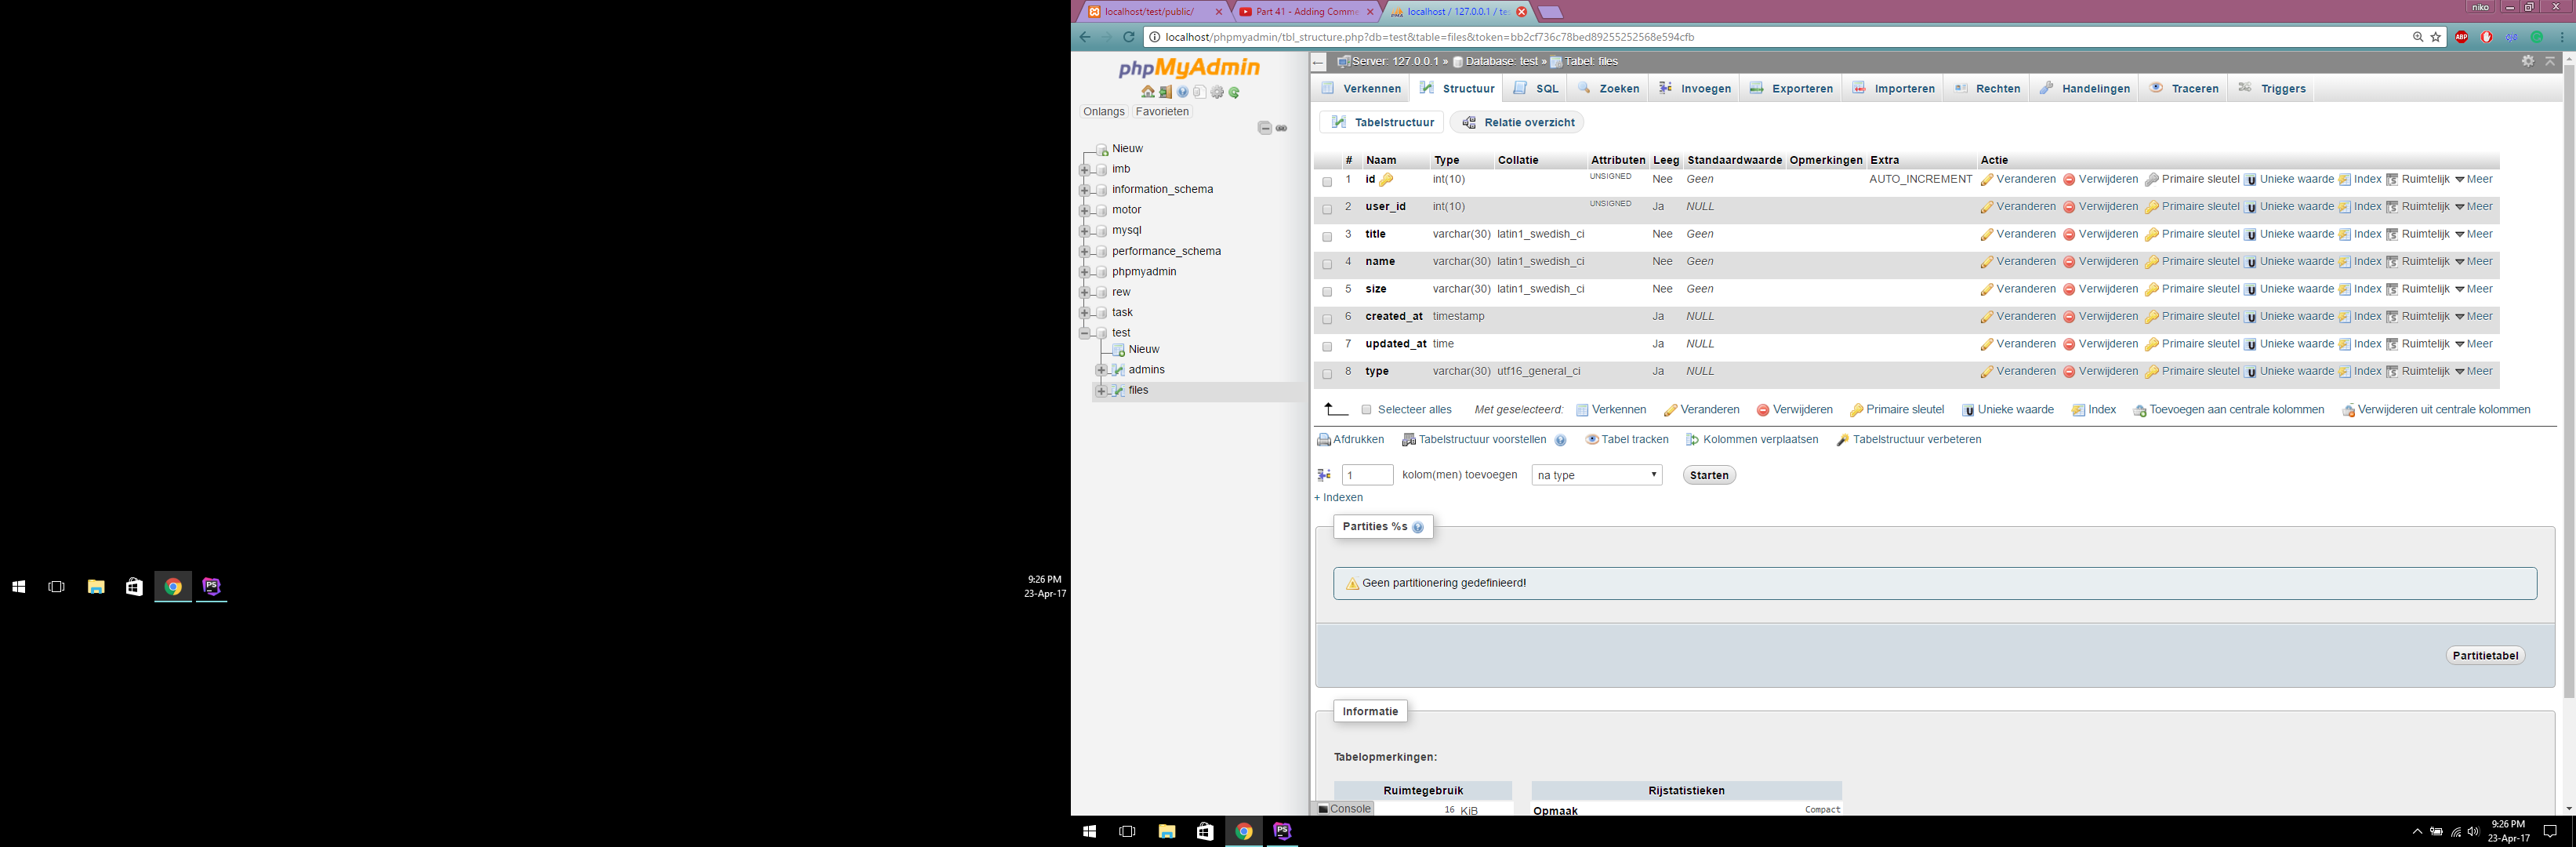 localhost/test/public/
Part 41 - Adding Comme
localhost / 127.0.0.1 / tes
niko
localhost/phpmyadmin/tbl_structure.php?db=test&table=files&token=bb2cf736c78bed89255252568e594cfb
phpMyAdmin
Onlangs Favorieten
Nieuw
imb
information_schema
motor
mysql
performance_schema
phpmyadmin
rew
task
test
Nieuw
admins
files
Server: 127.0.0.1 » Database: test » Tabel: files
Verkennen Structuur SQL Zoeken Invoegen Exporteren Importeren Rechten Handelingen Traceren Triggers
Tabelstructuur Relatie overzicht
# Naam Type Collatie Attributen Leeg Standaardwaarde Opmerkingen Extra Actie
1 id int(10) UNSIGNED Nee Geen AUTO_INCREMENT Veranderen Verwijderen Primaire sleutel Unieke waarde Index Ruimtelijk Meer
2 user_id int(10) UNSIGNED Ja NULL Veranderen Verwijderen Primaire sleutel Unieke waarde Index Ruimtelijk Meer
3 title varchar(30) latin1_swedish_ci Nee Geen Veranderen Verwijderen Primaire sleutel Unieke waarde Index Ruimtelijk Meer
4 name varchar(30) latin1_swedish_ci Nee Geen Veranderen Verwijderen Primaire sleutel Unieke waarde Index Ruimtelijk Meer
5 size varchar(30) latin1_swedish_ci Nee Geen Veranderen Verwijderen Primaire sleutel Unieke waarde Index Ruimtelijk Meer
6 created_at timestamp Ja NULL Veranderen Verwijderen Primaire sleutel Unieke waarde Index Ruimtelijk Meer
7 updated_at time Ja NULL Veranderen Verwijderen Primaire sleutel Unieke waarde Index Ruimtelijk Meer
8 type varchar(30) utf16_general_ci Ja NULL Veranderen Verwijderen Primaire sleutel Unieke waarde Index Ruimtelijk Meer
Selecteer alles Met geselecteerd: Verkennen Veranderen Verwijderen Primaire sleutel Unieke waarde Index Toevoegen aan centrale kolommen Verwijderen uit centrale kolommen
Afdrukken Tabelstructuur voorstellen Tabel tracken Kolommen verplaatsen Tabelstructuur verbeteren
1 kolom(men) toevoegen na type Starten
+ Indexen
Partities %s
Geen partitionering gedefinieerd!
Partitietabel
Informatie
Tabelopmerkingen:
Ruimtegebruik Rijstatistieken
Console 16 KiB Opmaak Compact
9:26 PM
23-Apr-17
9:26 PM
23-Apr-17